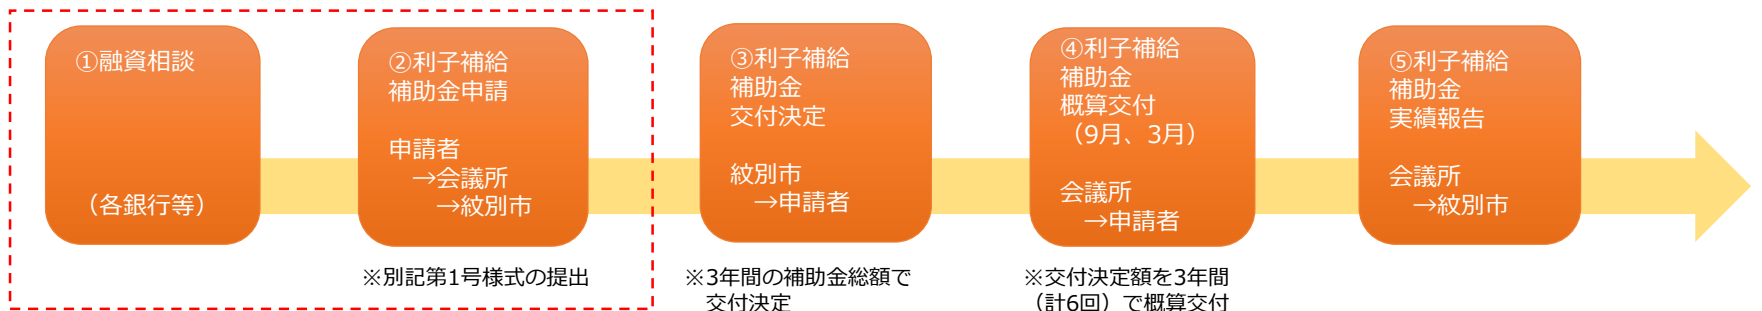 ①融資相談
（各銀行等）
②利子補給
補助金申請
申請者
→会議所
→紋別市
※別記第1号様式の提出
③利子補給
補助金
交付決定
紋別市
→申請者
※3年間の補助金総額で
交付決定
④利子補給
補助金
概算交付
（9月、3月）
会議所
→申請者
※交付決定額を3年間
（計6回）で概算交付
⑤利子補給
補助金
実績報告
会議所
→紋別市